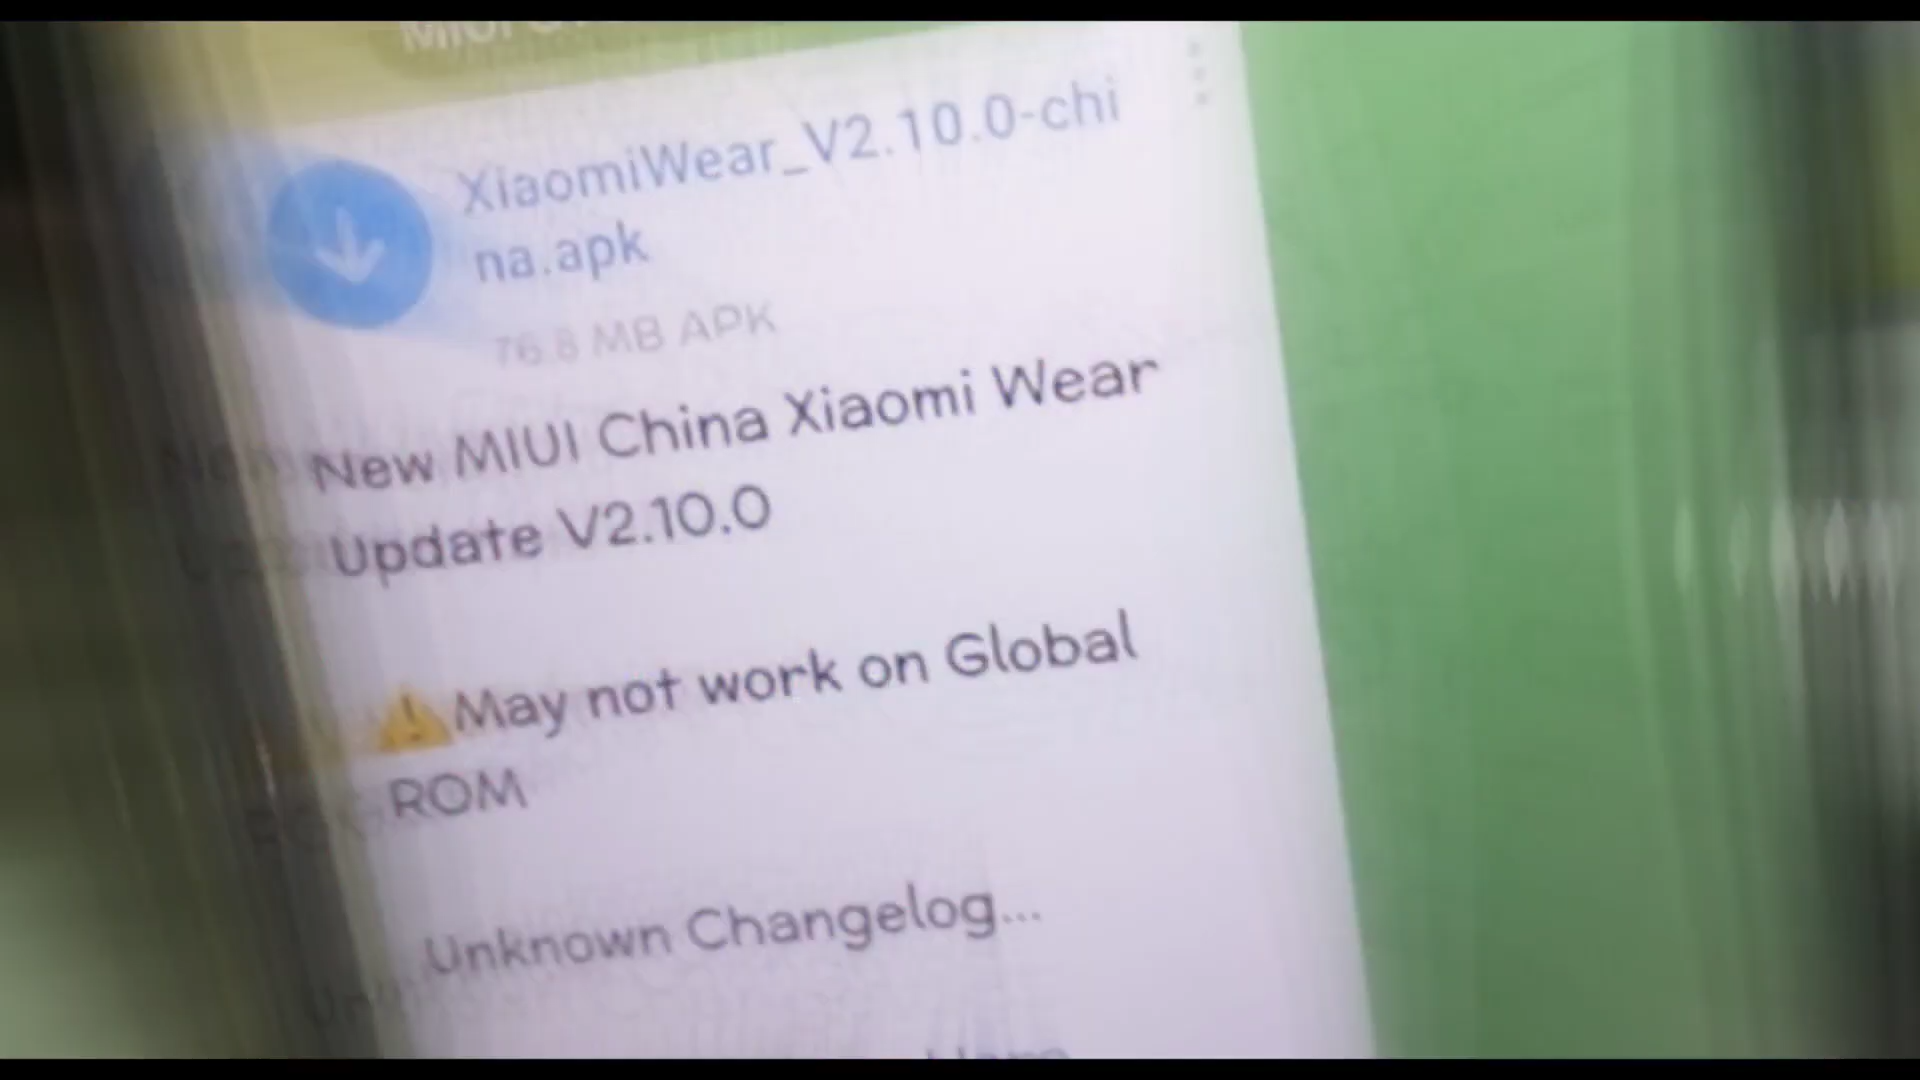 MIUI
XiaomiWear_V2.10.0-chi
na.apk
76.8 MB APK
New MIUI China Xiaomi Wear
Update V2.10.0
⚠️May not work on Global
ROM
Unknown Changelog...